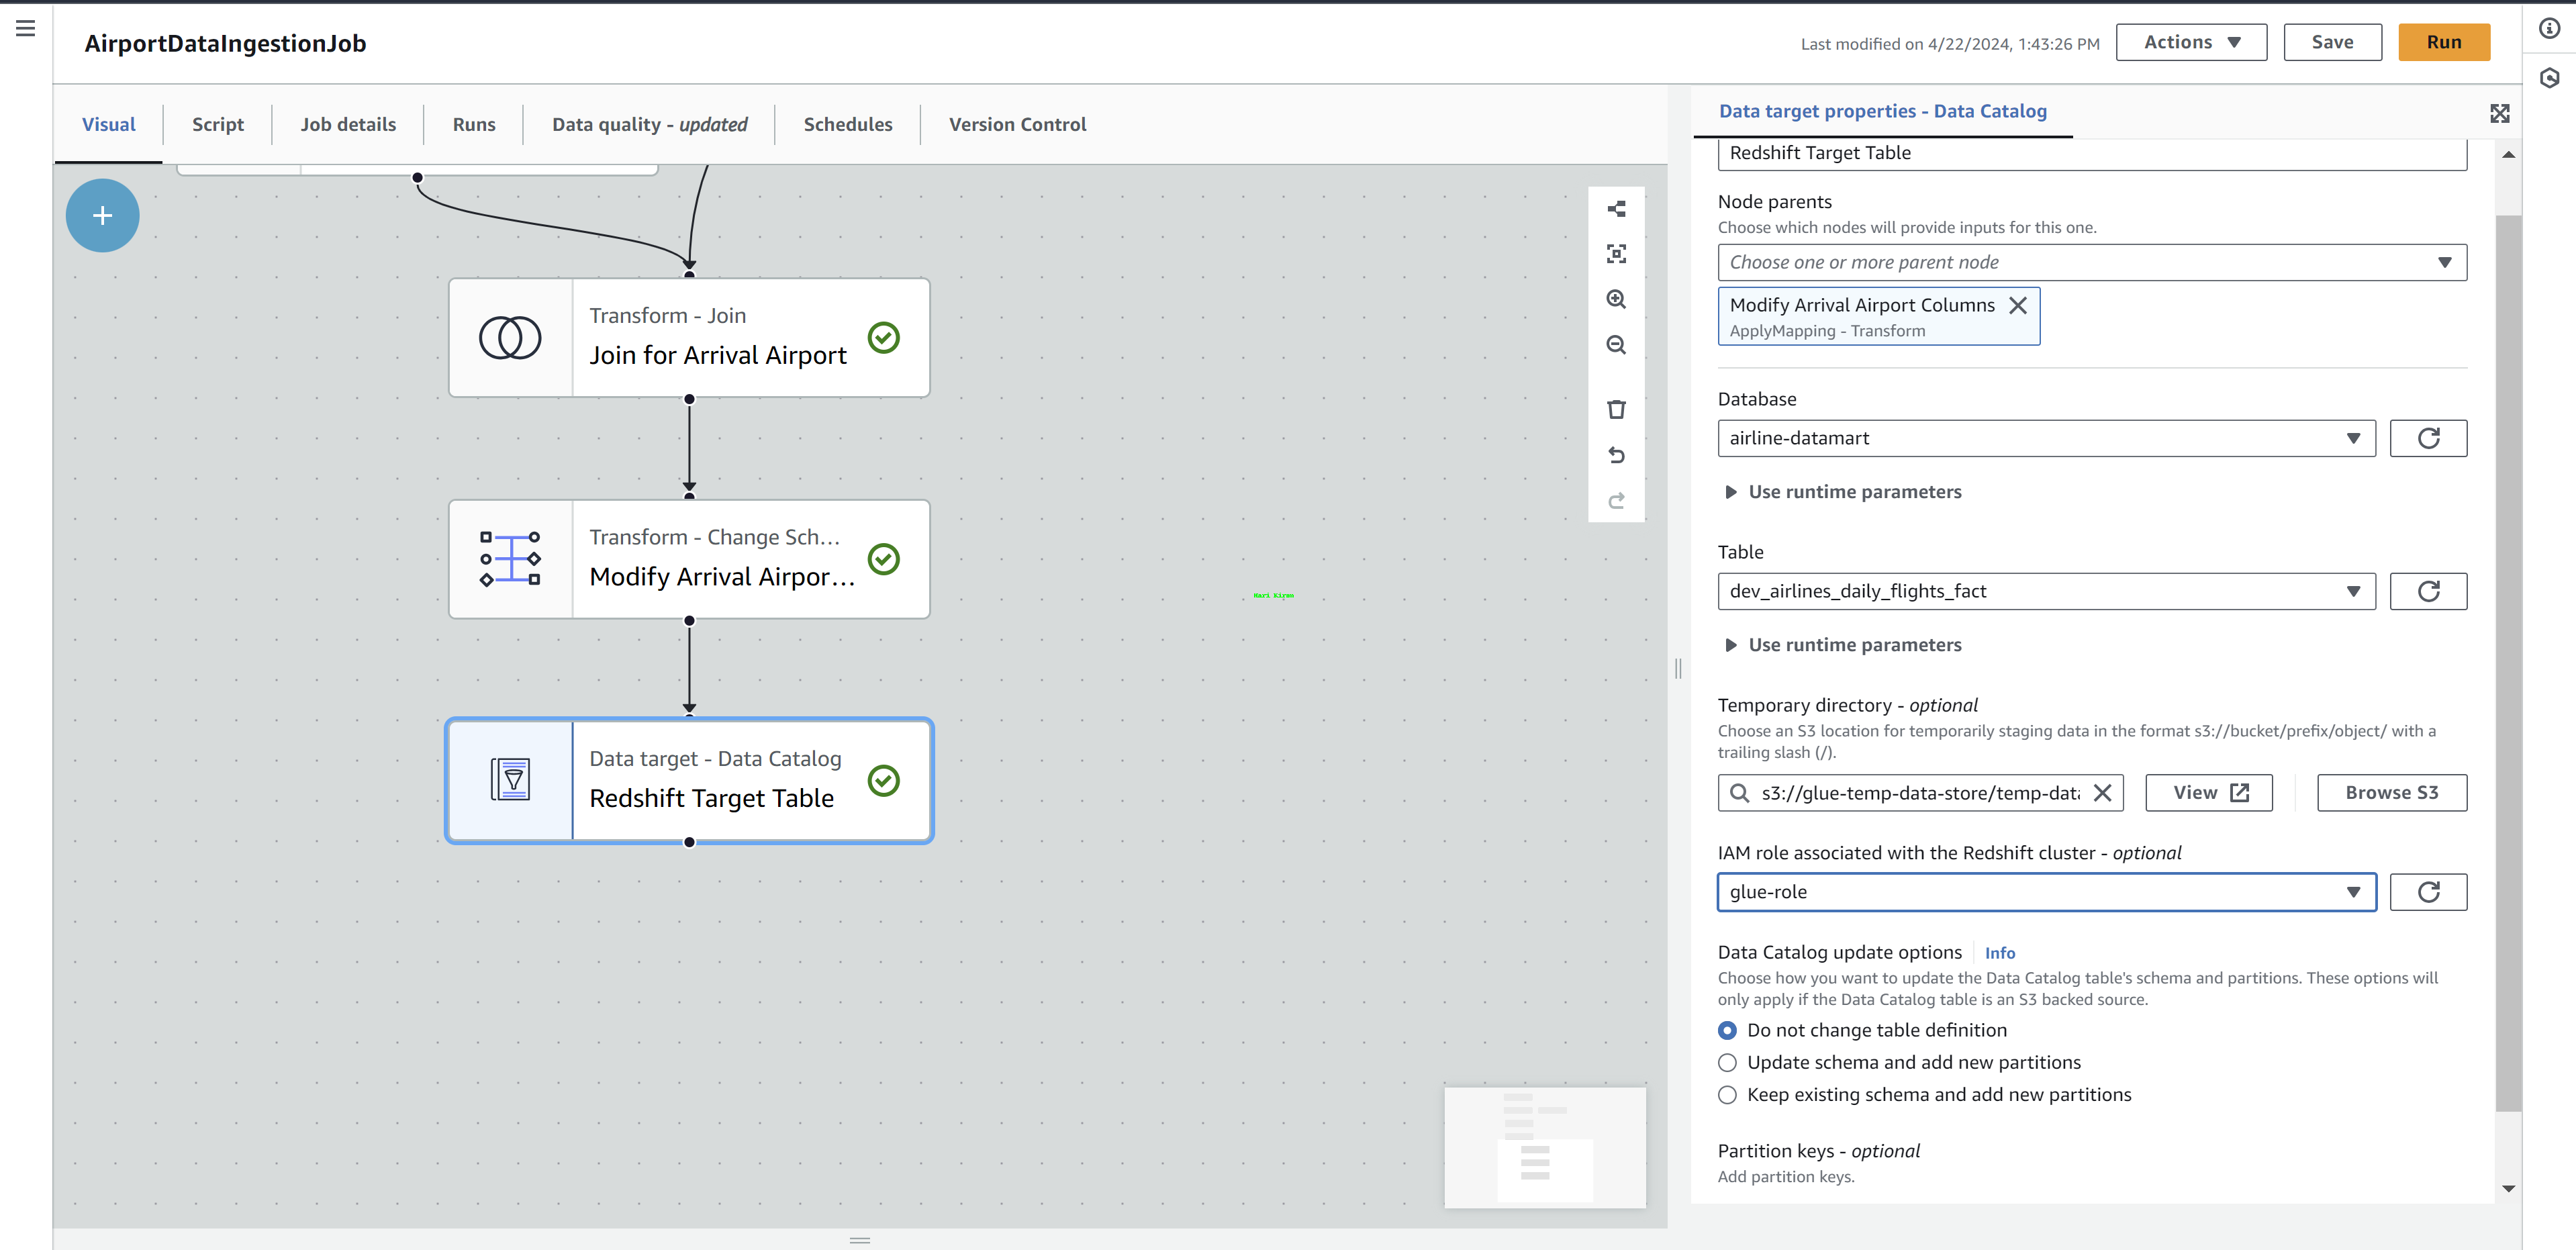 AirportDataIngestionJob
Last modified on 4/22/2024, 1:43:26 PM
Actions
Save
Run
Visual
Script
Job details
Runs
Data quality - updated
Schedules
Version Control
Transform - Join
Join for Arrival Airport
Transform - Change Sch...
Modify Arrival Airpor...
Data target - Data Catalog
Redshift Target Table
Hari Kiran
Data target properties - Data Catalog
Redshift Target Table
Node parents
Choose which nodes will provide inputs for this one.
Choose one or more parent node
Modify Arrival Airport Columns
ApplyMapping - Transform
Database
airline-datamart
Use runtime parameters
Table
dev_airlines_daily_flights_fact
Use runtime parameters
Temporary directory - optional
Choose an S3 location for temporarily staging data in the format s3://bucket/prefix/object/ with a
trailing slash (/).
s3://glue-temp-data-store/temp-data
View
Browse S3
IAM role associated with the Redshift cluster - optional
glue-role
Data Catalog update options
Info
Choose how you want to update the Data Catalog table's schema and partitions. These options will
only apply if the Data Catalog table is an S3 backed source.
Do not change table definition
Update schema and add new partitions
Keep existing schema and add new partitions
Partition keys - optional
Add partition keys.